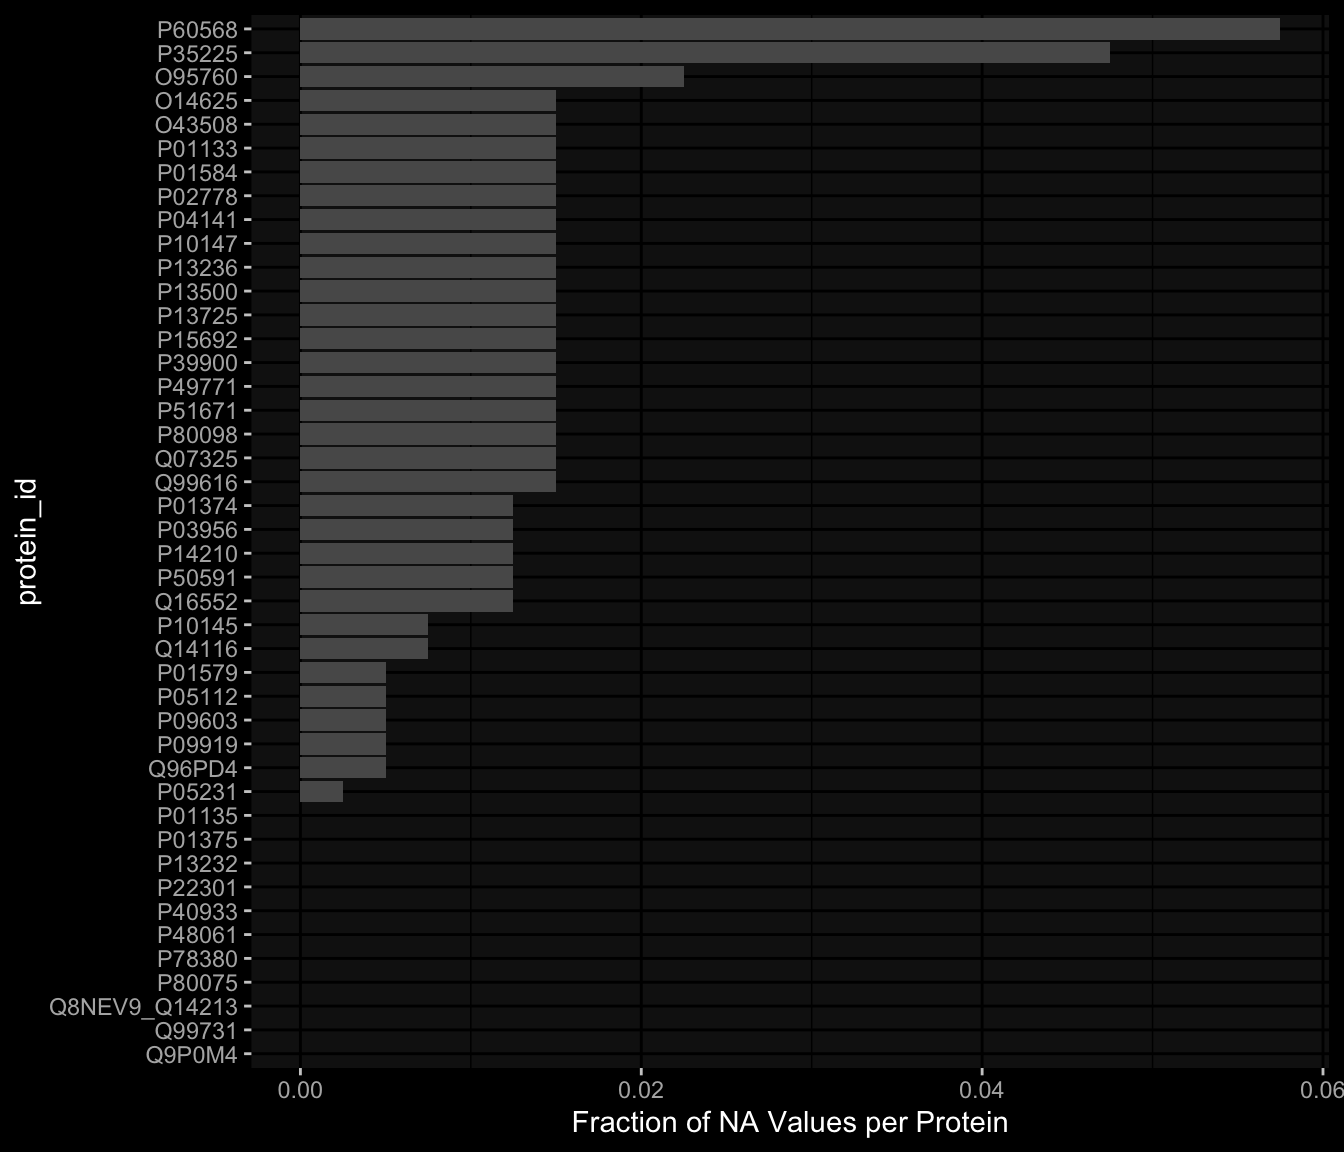 P60568
P35225
O95760
O14625
O43508
P01133
P01584
P02778
P04141
P10147
P13236
P13500
P13725
P15692
P39900
P49771
P51671
P80098
Q07325
Q99616
P01374
P03956
P14210
P50591
Q16552
P10145
Q14116
P01579
P05112
P09603
P09919
Q96PD4
P05231
P01135
P01375
P13232
P22301
P40933
P48061
P78380
P80075
Q8NEV9_Q14213
Q99731
Q9P0M4
protein_id
0.00 0.02 0.04 0.06
Fraction of NA Values per Protein